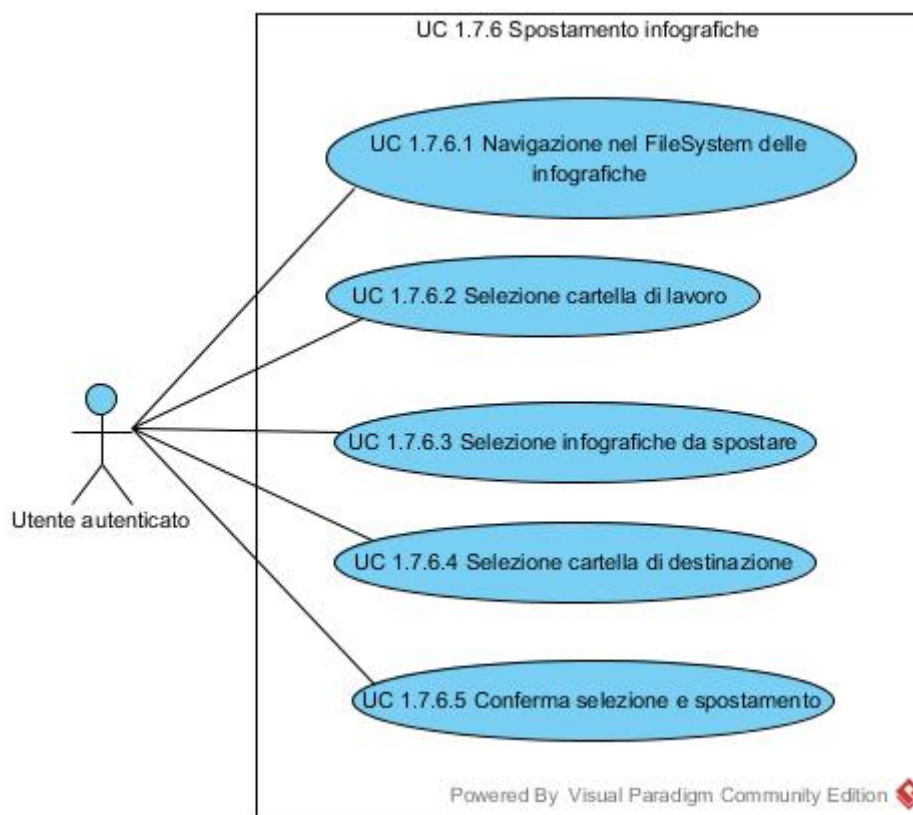 UC 1.7.6 Spostamento infografiche
UC 1.7.6.1 Navigazione nel FileSystem delle
infografiche
UC 1.7.6.2 Selezione cartella di lavoro
UC 1.7.6.3 Selezione infografiche da spostare
Utente autenticato
UC 1.7.6.4 Selezione cartella di destinazione
UC 1.7.6.5 Conferma selezione e spostamento
Powered By Visual Paradigm Community Edition